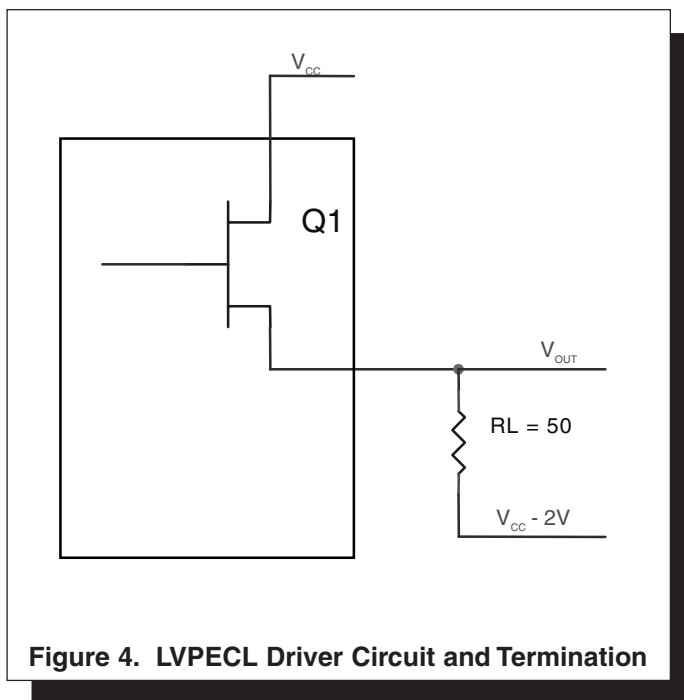 VCC
Q1
VOUT
RL = 50
VCC - 2V
Figure 4. LVPECL Driver Circuit and Termination